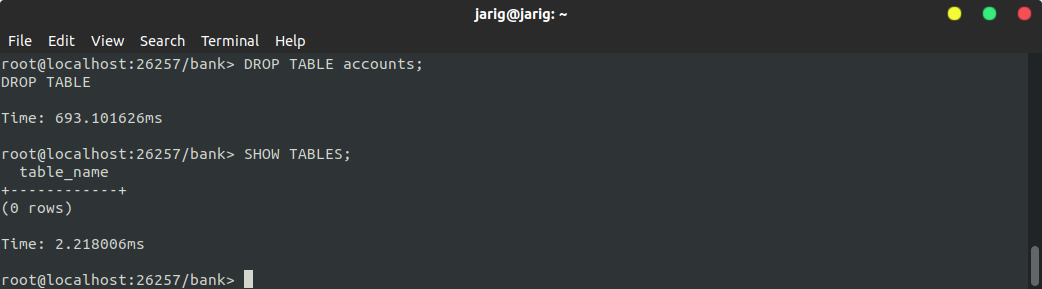 jarig@jarig: ~
File Edit View Search Terminal Help
root@localhost:26257/bank> DROP TABLE accounts;
DROP TABLE
Time: 693.101626ms
root@localhost:26257/bank> SHOW TABLES;
  table_name
+------------+
(0 rows)
Time: 2.218006ms
root@localhost:26257/bank>